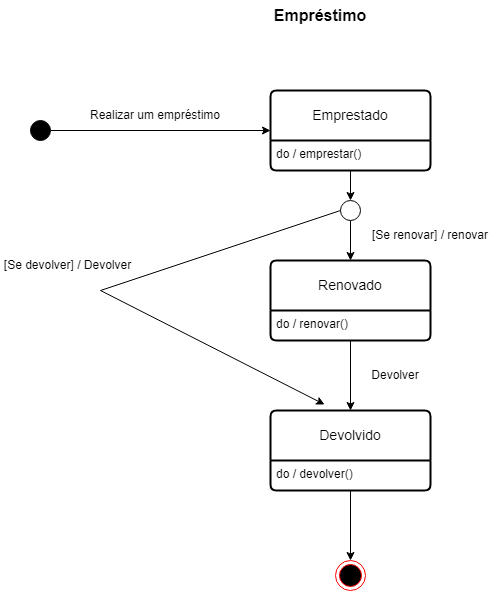 Empréstimo
Realizar um empréstimo
Emprestado
do / emprestar()
[Se renovar] / renovar
[Se devolver] / Devolver
Renovado
do / renovar()
Devolver
Devolvido
do / devolver()